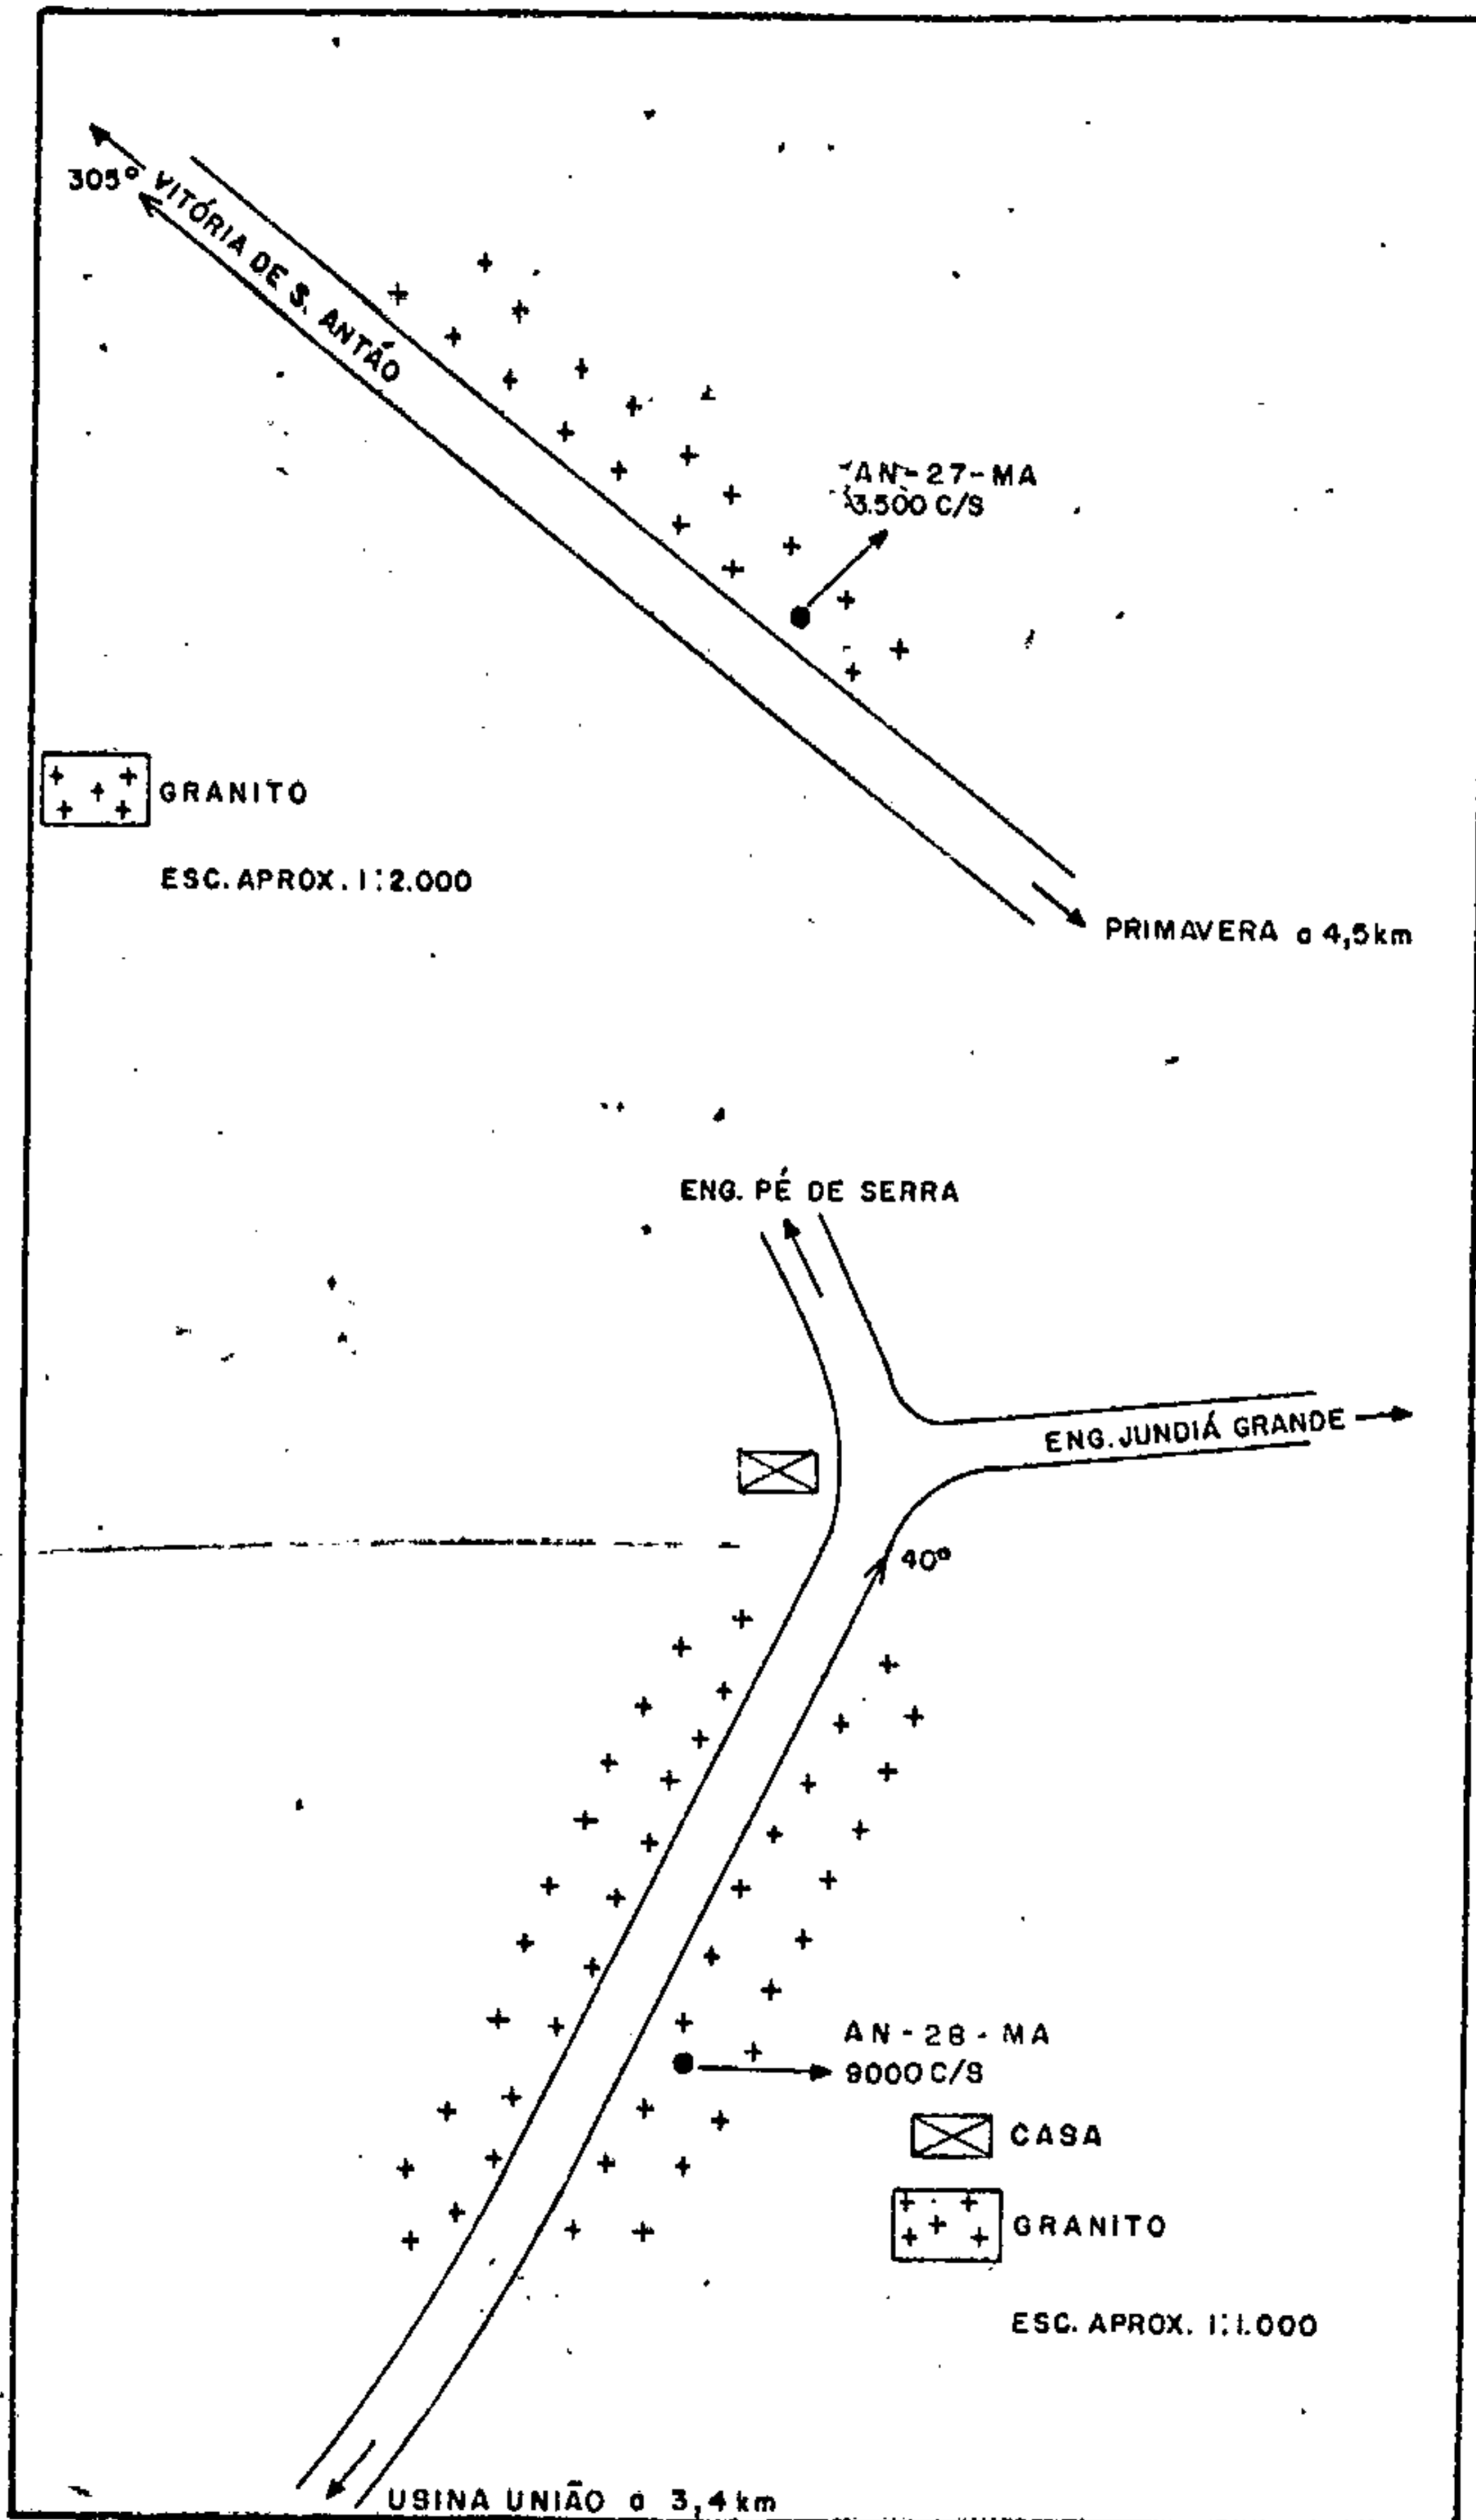 305° VITÓRIA DE S. ANTÃO
AN-27-MA
3.500 C/S
GRANITO
ESC. APROX. 1:2.000
PRIMAVERA a 4,5km
ENG. PÉ DE SERRA
ENG. JUNDIÁ GRANDE
40°
AN-28-MA
9000 C/S
CASA
GRANITO
ESC. APROX. 1:1.000
USINA UNIÃO a 3,4 km